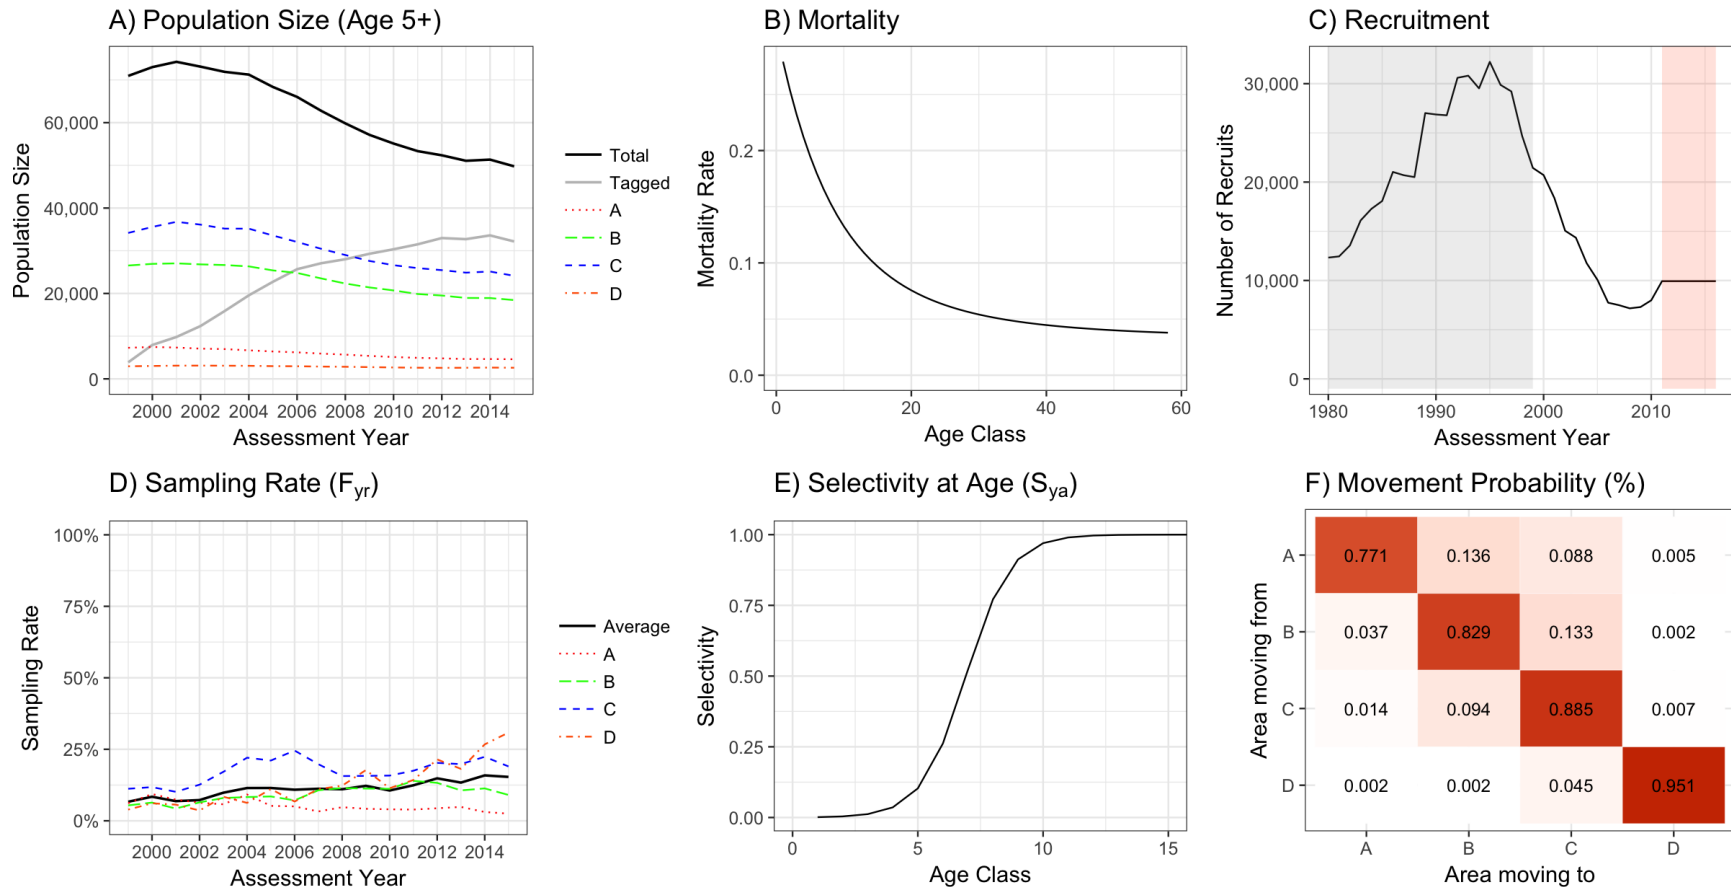 A) Population Size (Age 5+)
Population Size
60,000
40,000
20,000
0
2000 2002 2004 2006 2008 2010 2012 2014
Assessment Year
Total
Tagged
A
B
C
D
B) Mortality
Mortality Rate
0.2
0.1
0.0
0 20 40 60
Age Class
C) Recruitment
Number of Recruits
30,000
20,000
10,000
0
1980 1990 2000 2010
Assessment Year
D) Sampling Rate (Fyr)
Sampling Rate
100%
75%
50%
25%
0%
2000 2002 2004 2006 2008 2010 2012 2014
Assessment Year
Average
A
B
C
D
E) Selectivity at Age (Sya)
Selectivity
1.00
0.75
0.50
0.25
0.00
0 5 10 15
Age Class
F) Movement Probability (%)
Area moving from
A 0.771 0.136 0.088 0.005
B 0.037 0.829 0.133 0.002
C 0.014 0.094 0.885 0.007
D 0.002 0.002 0.045 0.951
A B C D
Area moving to